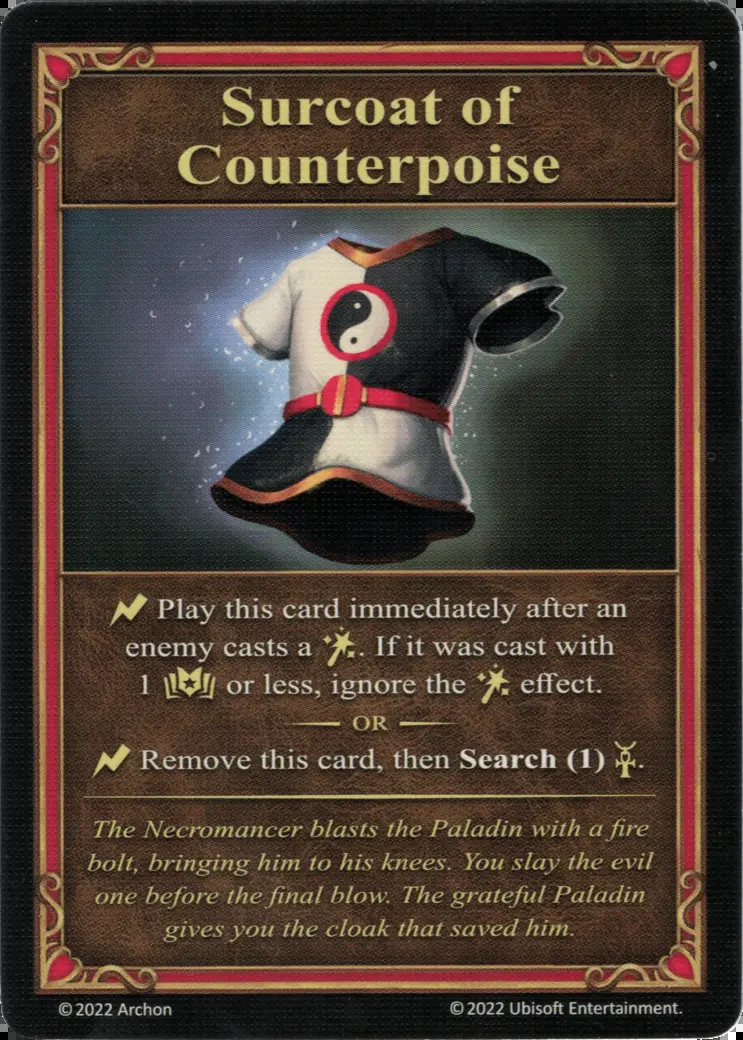 Surcoat of
Counterpoise
Play this card immediately after an
enemy casts a . If it was cast with
1 or less, ignore the effect.
OR
Remove this card, then Search (1) .
The Necromancer blasts the Paladin with a fire
bolt, bringing him to his knees. You slay the evil
one before the final blow. The grateful Paladin
gives you the cloak that saved him.
© 2022 Archon
© 2022 Ubisoft Entertainment.